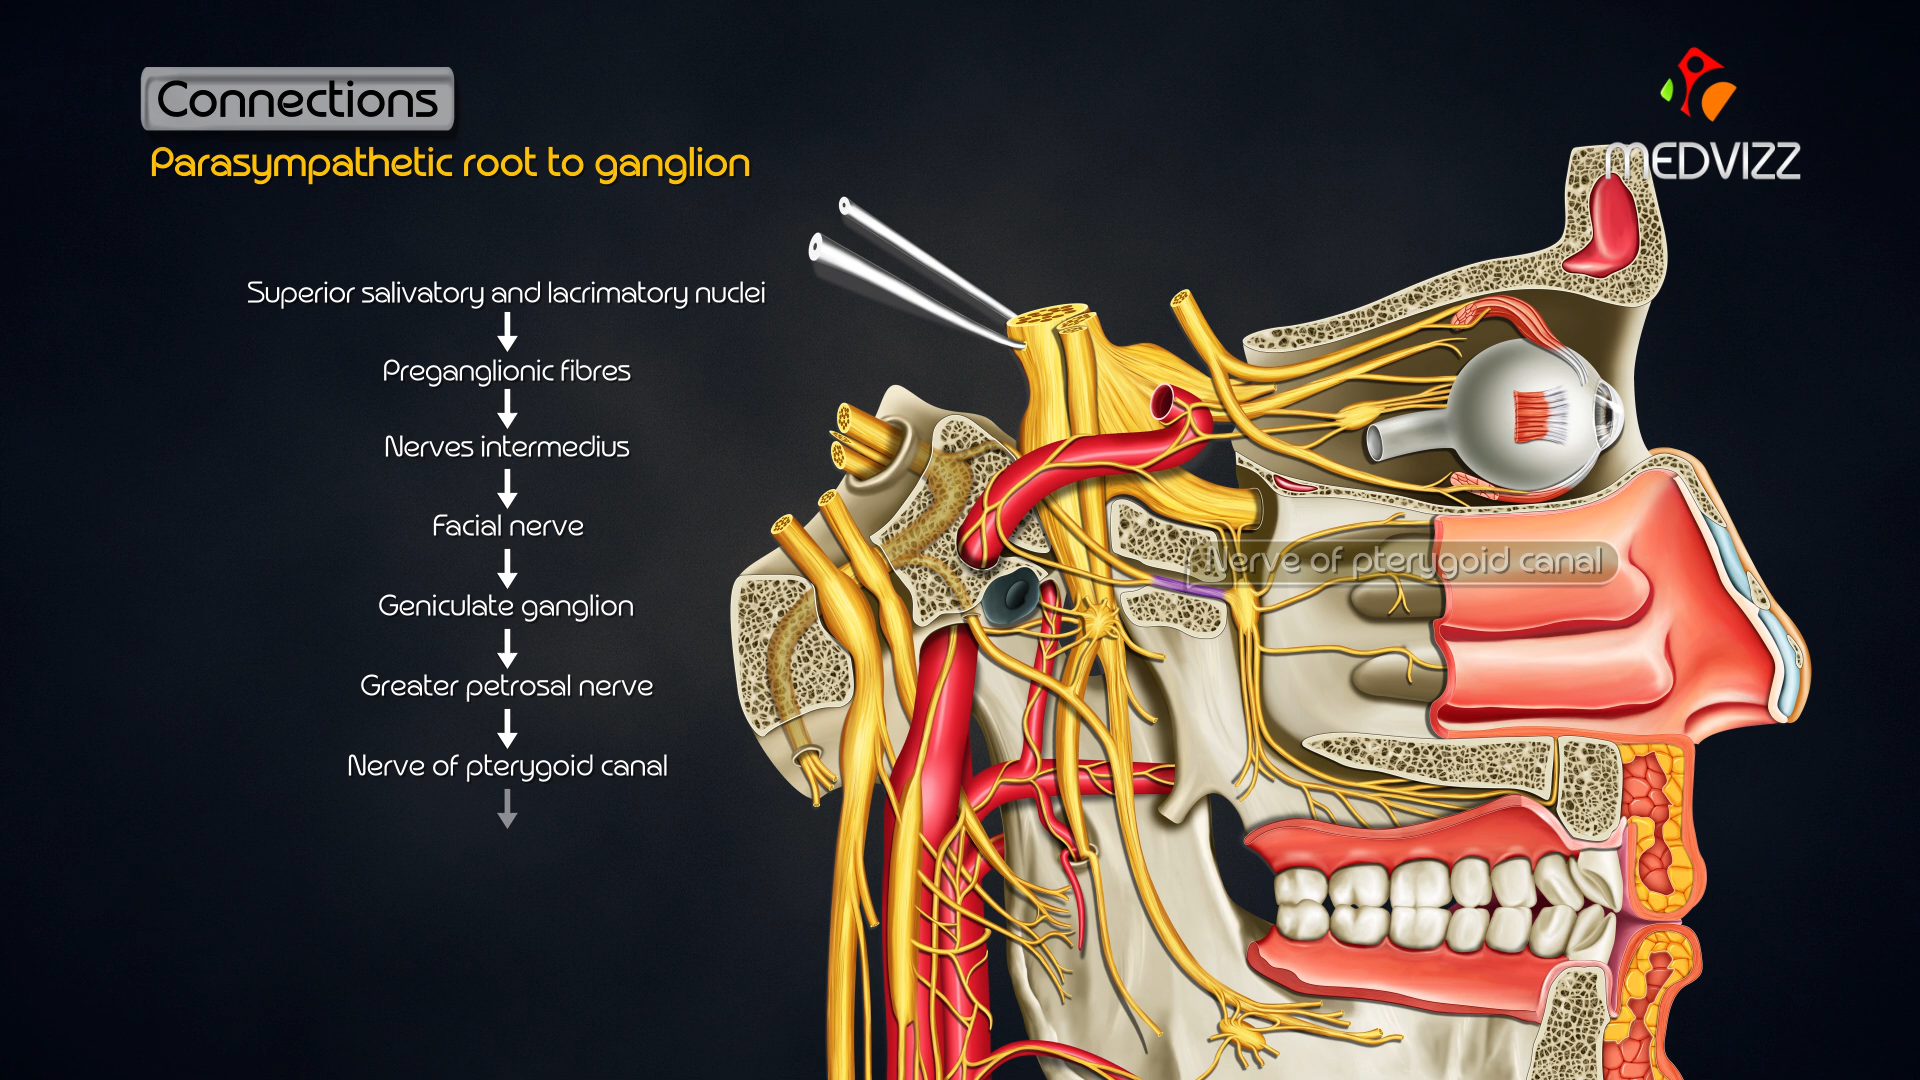 Connections
Parasympathetic root to ganglion
MEDVIZZ
Superior salivatory and lacrimatory nuclei
Preganglionic fibres
Nerves intermedius
Facial nerve
Geniculate ganglion
Greater petrosal nerve
Nerve of pterygoid canal
Nerve of pterygoid canal